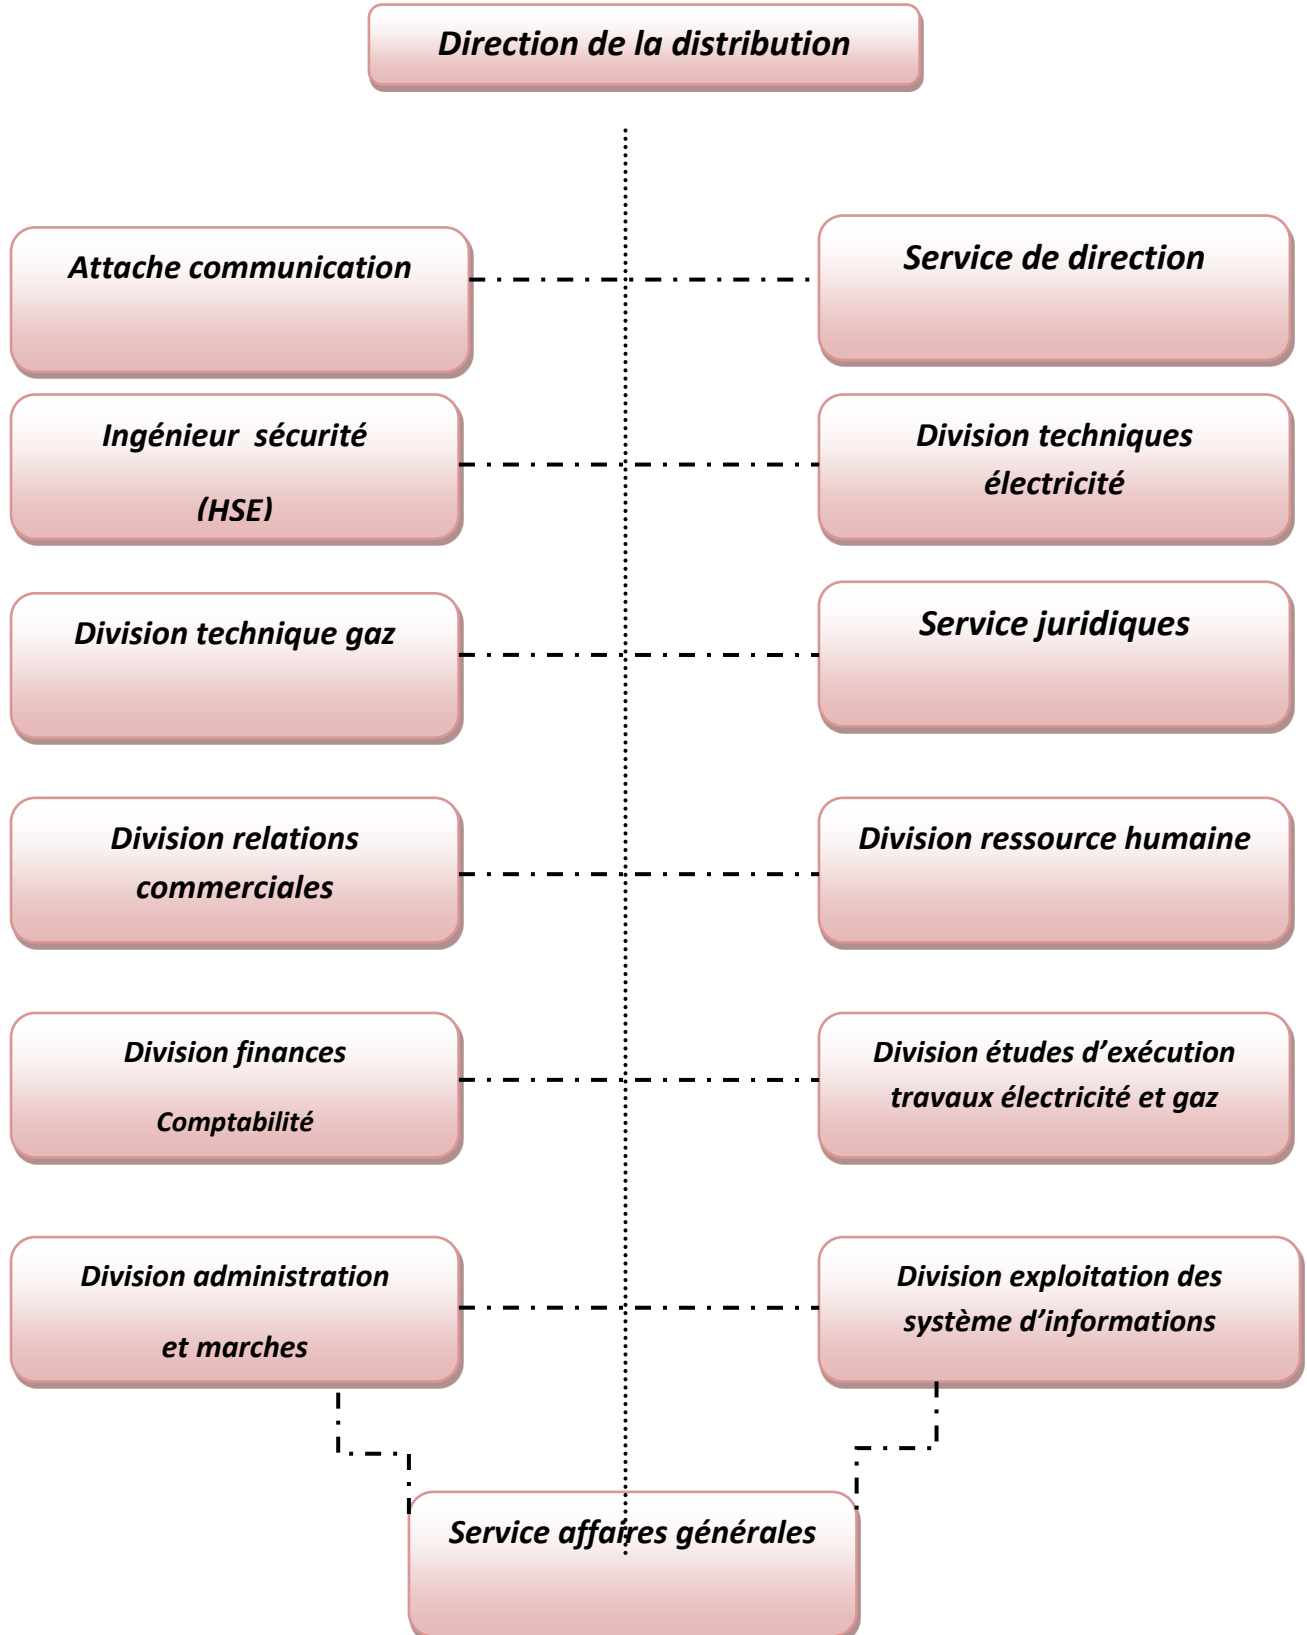 Direction de la distribution
Attache communication
Service de direction
Ingénieur sécurité
(HSE)
Division techniques
électricité
Division technique gaz
Service juridiques
Division relations
commerciales
Division ressource humaine
Division finances
Comptabilité
Division études d’exécution
travaux électricité et gaz
Division administration
et marches
Division exploitation des
système d’informations
Service affaires générales